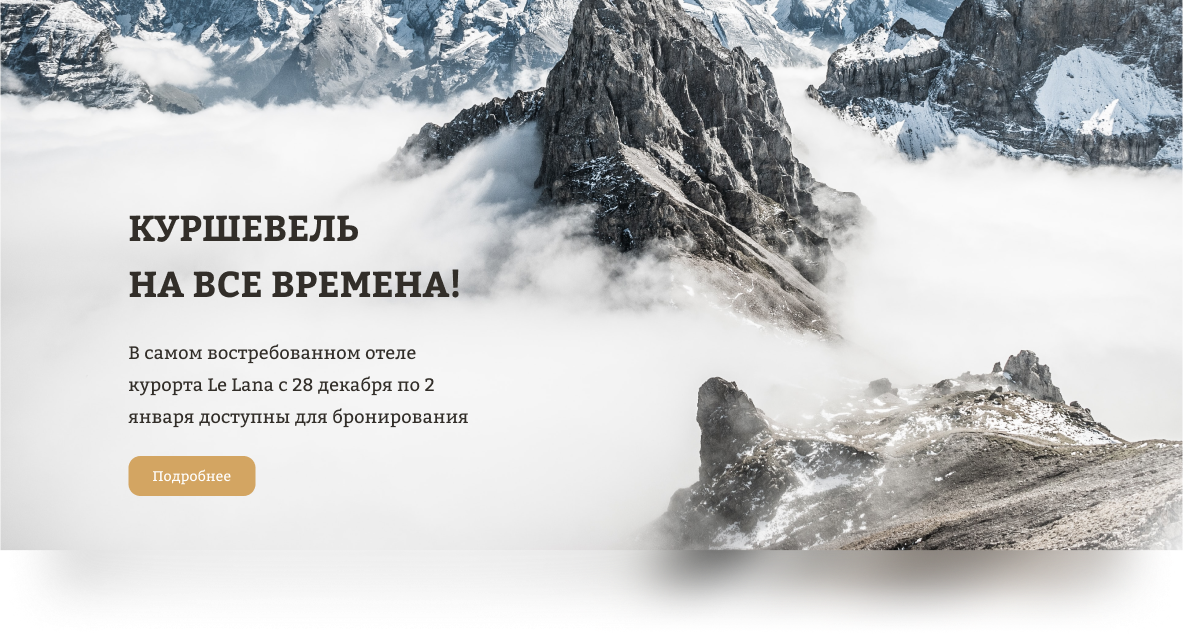 КУРШЕВЕЛЬ
НА ВСЕ ВРЕМЕНА!
В самом востребованном отеле
курорта Le Lana с 28 декабря по 2
января доступны для бронирования
Подробнее